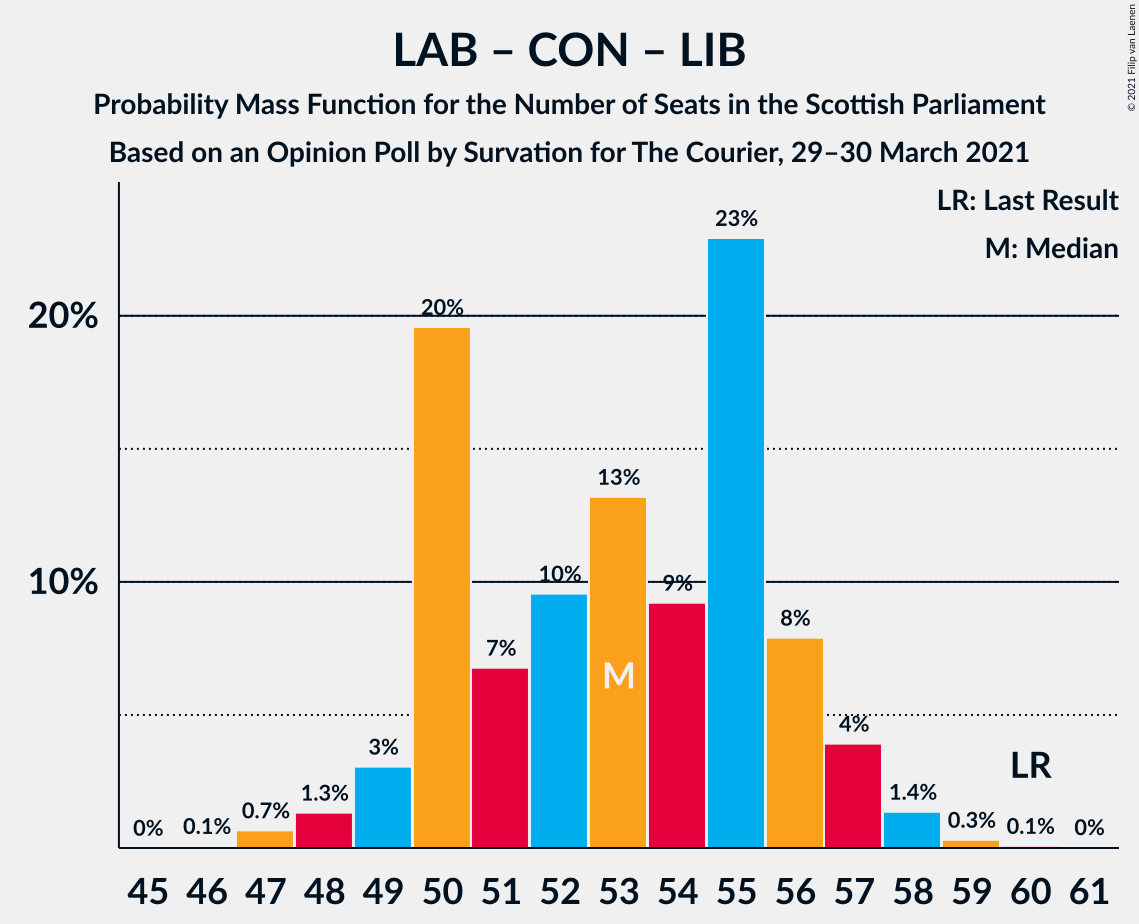 LAB – CON – LIB
Probability Mass Function for the Number of Seats in the Scottish Parliament
Based on an Opinion Poll by Survation for The Courier, 29–30 March 2021
© 2021 Filip van Laenen
LR: Last Result
M: Median
23%
20%
20%
13%
10%
10%
9%
8%
7%
M
4%
3%
LR
1.3%
1.4%
0.7%
0.3%
0%
0.1%
0.1%
0%
45 46 47 48 49 50 51 52 53 54 55 56 57 58 59 60 61